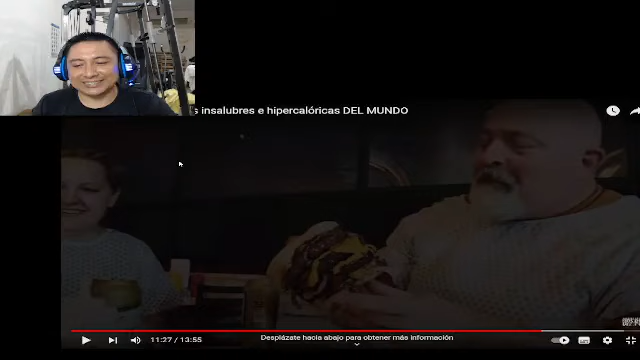 s insalubres e hipercalóricas DEL MUNDO
11:27 / 13:55
Desplázate hacia abajo para obtener más información